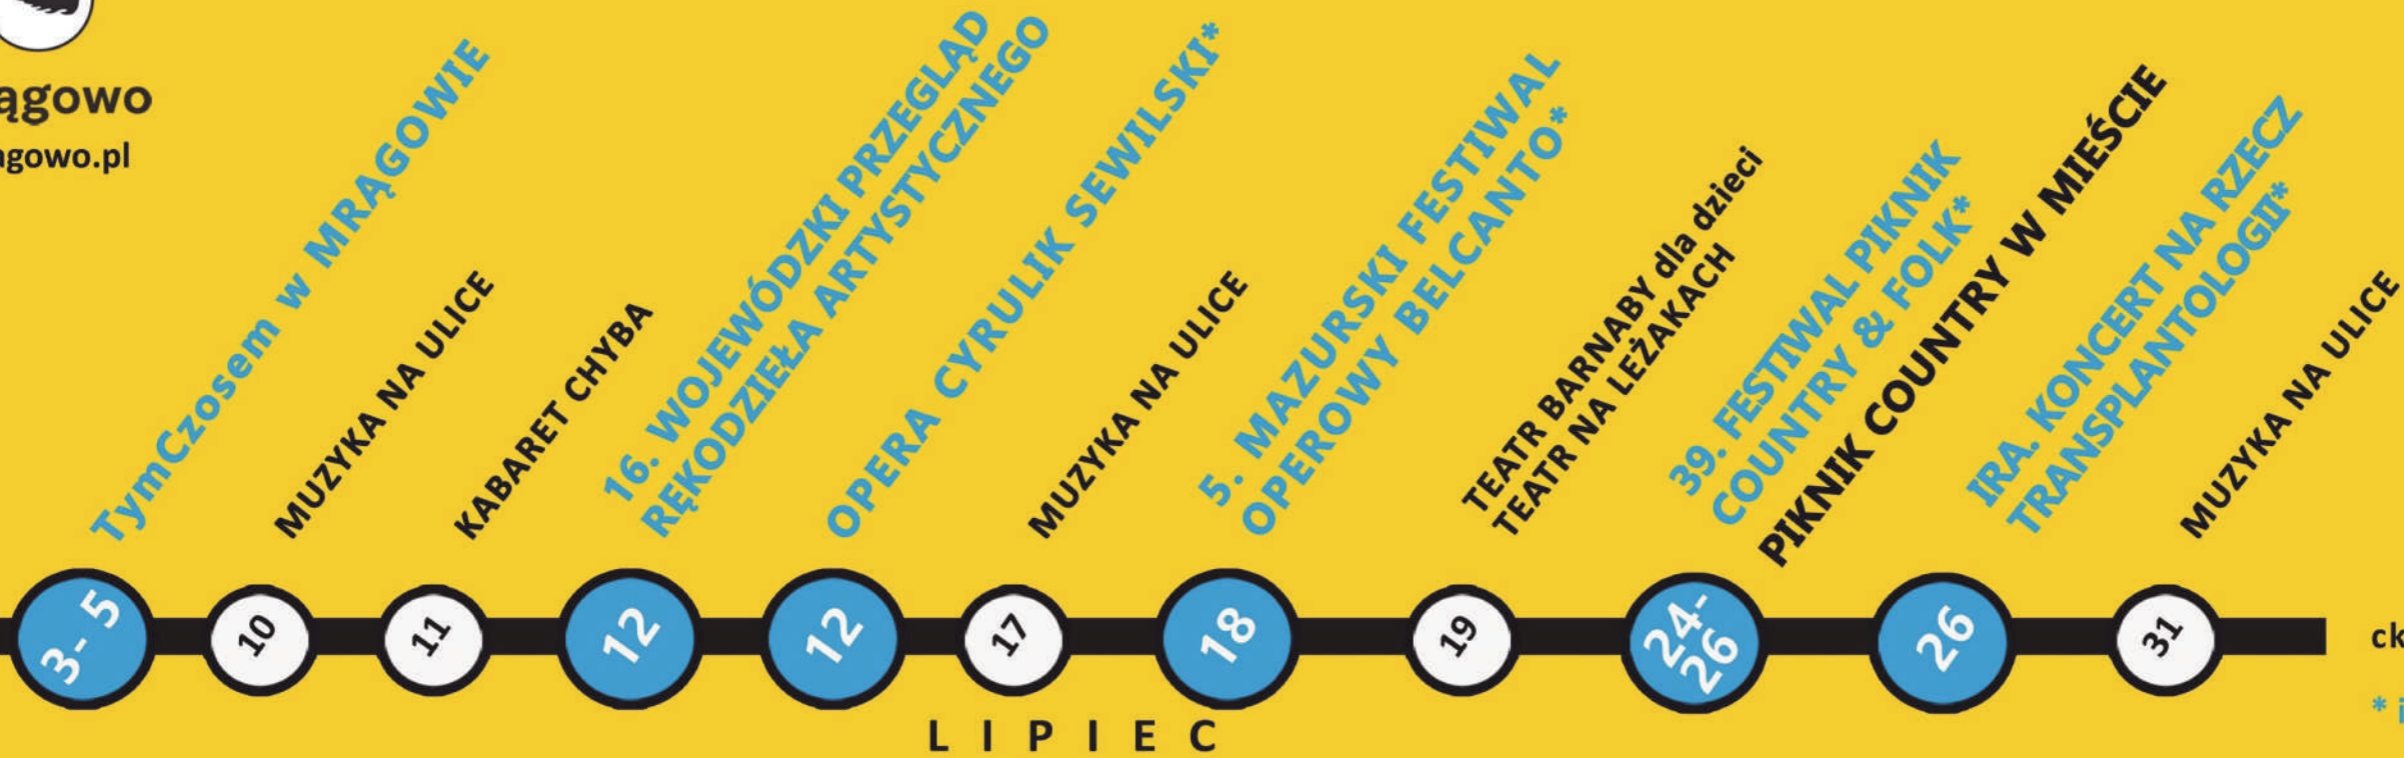 ągowo
ągowo.pl
TymCzosem w MRĄGOWIE
MUZYKA NA ULICE
KABARET CHYBA
16. WOJEWÓDZKI PRZEGLĄD
RĘKODZIEŁA ARTYSTYCZNEGO
OPERA CYRULIK SEWILSKI*
MUZYKA NA ULICE
5. MAZURSKI FESTIWAL
OPEROWY BELCANTO*
TEATR BARNABY dla dzieci
TEATR NA LEŻAKACH
39. FESTIWAL PIKNIK
COUNTRY & FOLK*
PIKNIK COUNTRY W MIEŚCIE
IRA. KONCERT NA RZECZ
TRANSPLANTOLOGII*
MUZYKA NA ULICE
3- 5
10
11
12
12
17
18
19
24-
26
26
31
ck
* i
LIPIEC